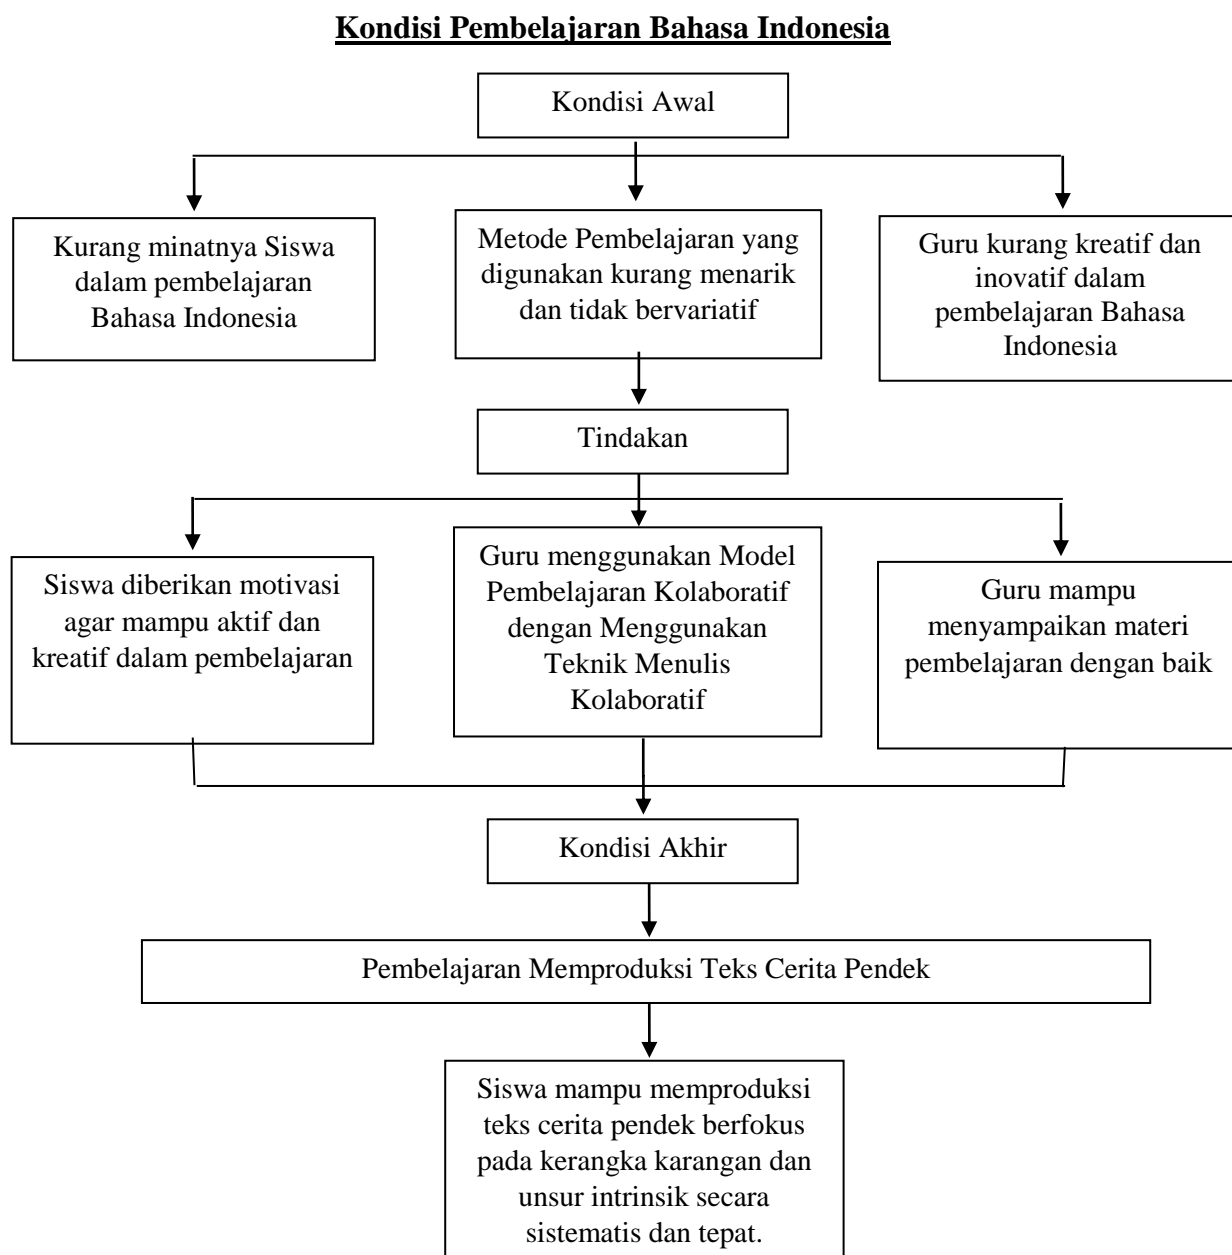 Kondisi Pembelajaran Bahasa Indonesia
Kondisi Awal
Kurang minatnya Siswa
dalam pembelajaran
Bahasa Indonesia
Metode Pembelajaran yang
digunakan kurang menarik
dan tidak bervariatif
Guru kurang kreatif dan
inovatif dalam
pembelajaran Bahasa
Indonesia
Tindakan
Siswa diberikan motivasi
agar mampu aktif dan
kreatif dalam pembelajaran
Guru menggunakan Model
Pembelajaran Kolaboratif
dengan Menggunakan
Teknik Menulis
Kolaboratif
Guru mampu
menyampaikan materi
pembelajaran dengan baik
Kondisi Akhir
Pembelajaran Memproduksi Teks Cerita Pendek
Siswa mampu memproduksi
teks cerita pendek berfokus
pada kerangka karangan dan
unsur intrinsik secara
sistematis dan tepat.